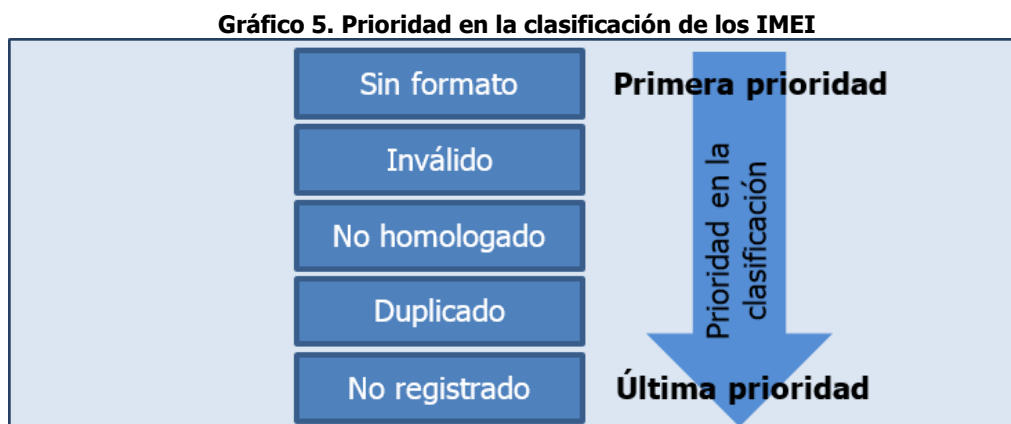 Gráfico 5. Prioridad en la clasificación de los IMEI
Sin formato
Primera prioridad
Inválido
No homologado
Duplicado
No registrado
Prioridad en la
clasificación
Última prioridad